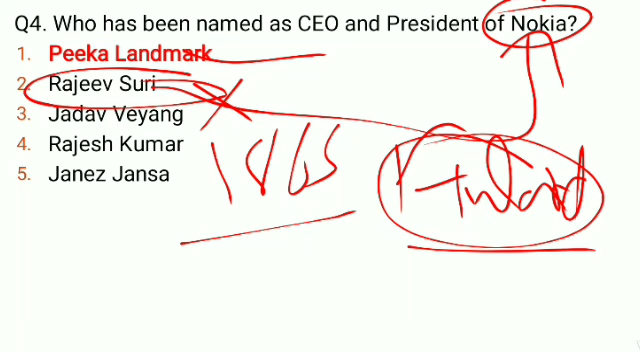 Q4. Who has been named as CEO and President of Nokia?
1. Peeka Landmark
2. Rajeev Suri
3. Jadav Veyang
4. Rajesh Kumar
5. Janez Jansa
1865